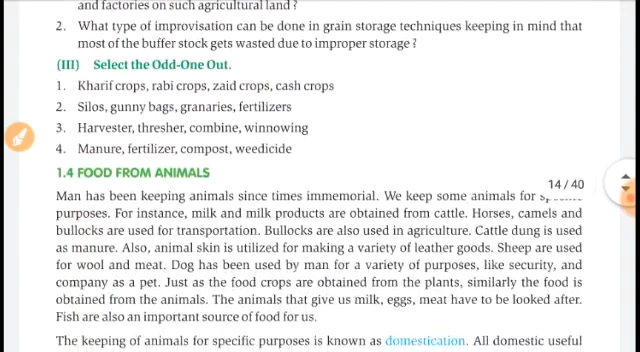 and factories on such agricultural land ?
2. What type of improvisation can be done in grain storage techniques keeping in mind that
most of the buffer stock gets wasted due to improper storage ?
(III) Select the Odd-One Out.
1. Kharif crops, rabi crops, zaid crops, cash crops
2. Silos, gunny bags, granaries, fertilizers
3. Harvester, thresher, combine, winnowing
4. Manure, fertilizer, compost, weedicide
1.4 FOOD FROM ANIMALS
14 / 40
Man has been keeping animals since times immemorial. We keep some animals for
purposes. For instance, milk and milk products are obtained from cattle. Horses, camels and
bullocks are used for transportation. Bullocks are also used in agriculture. Cattle dung is used
as manure. Also, animal skin is utilized for making a variety of leather goods. Sheep are used
for wool and meat. Dog has been used by man for a variety of purposes, like security, and
company as a pet. Just as the food crops are obtained from the plants, similarly the food is
obtained from the animals. The animals that give us milk, eggs, meat have to be looked after.
Fish are also an important source of food for us.
The keeping of animals for specific purposes is known as domestication. All domestic useful